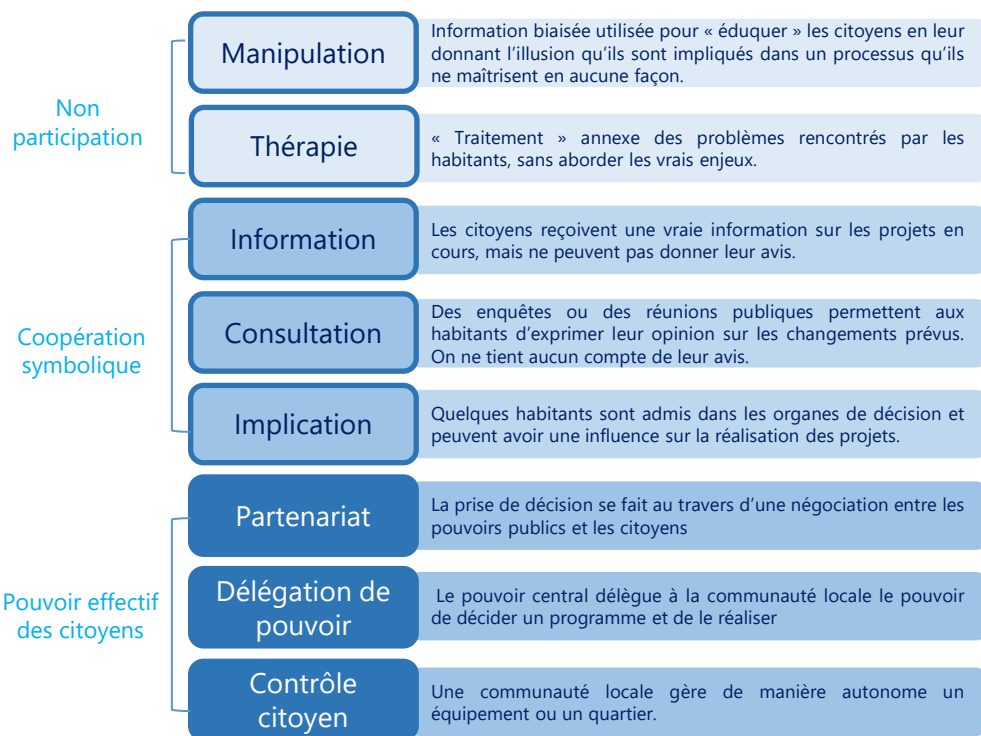 Non
participation
Manipulation
Information biaisée utilisée pour « éduquer » les citoyens en leur
donnant l'illusion qu'ils sont impliqués dans un processus qu'ils
ne maîtrisent en aucune façon.
Thérapie
« Traitement » annexe des problèmes rencontrés par les
habitants, sans aborder les vrais enjeux.
Coopération
symbolique
Information
Les citoyens reçoivent une vraie information sur les projets en
cours, mais ne peuvent pas donner leur avis.
Consultation
Des enquêtes ou des réunions publiques permettent aux
habitants d'exprimer leur opinion sur les changements prévus.
On ne tient aucun compte de leur avis.
Implication
Quelques habitants sont admis dans les organes de décision et
peuvent avoir une influence sur la réalisation des projets.
Pouvoir effectif
des citoyens
Partenariat
La prise de décision se fait au travers d'une négociation entre les
pouvoirs publics et les citoyens
Délégation de
pouvoir
Le pouvoir central délègue à la communauté locale le pouvoir
de décider un programme et de le réaliser
Contrôle
citoyen
Une communauté locale gère de manière autonome un
équipement ou un quartier.